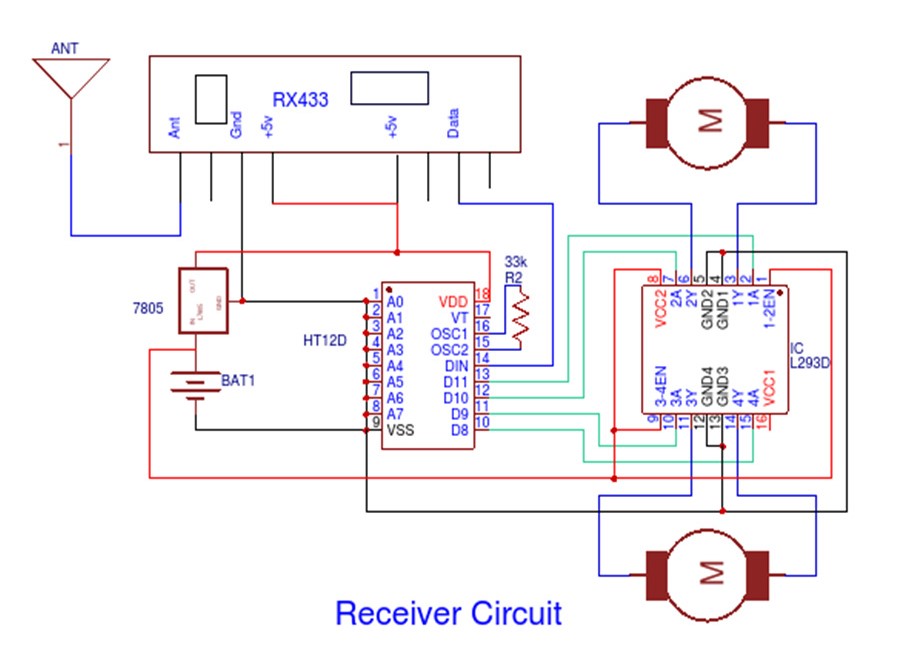 ANT
1
RX433
Ant
Gnd
+5v
+5v
Data
M
7805
OUT
GND
IN
BAT1
HT12D
1 A0
2 A1
3 A2
4 A3
5 A4
6 A5
7 A6
8 A7
9 VSS
VDD 18
VT 17
OSC1 16
OSC2 15
DIN 14
D11 13
D10 12
D9 11
D8 10
33k
R2
8 7 6 5 4 3 2 1
VCC2 2A 2Y GND2 GND1 1Y 1A 1-2EN
IC
L293D
3-4EN 3A 3Y GND4 GND3 4Y 4A VCC1
9 10 11 12 13 14 15 16
M
Receiver Circuit